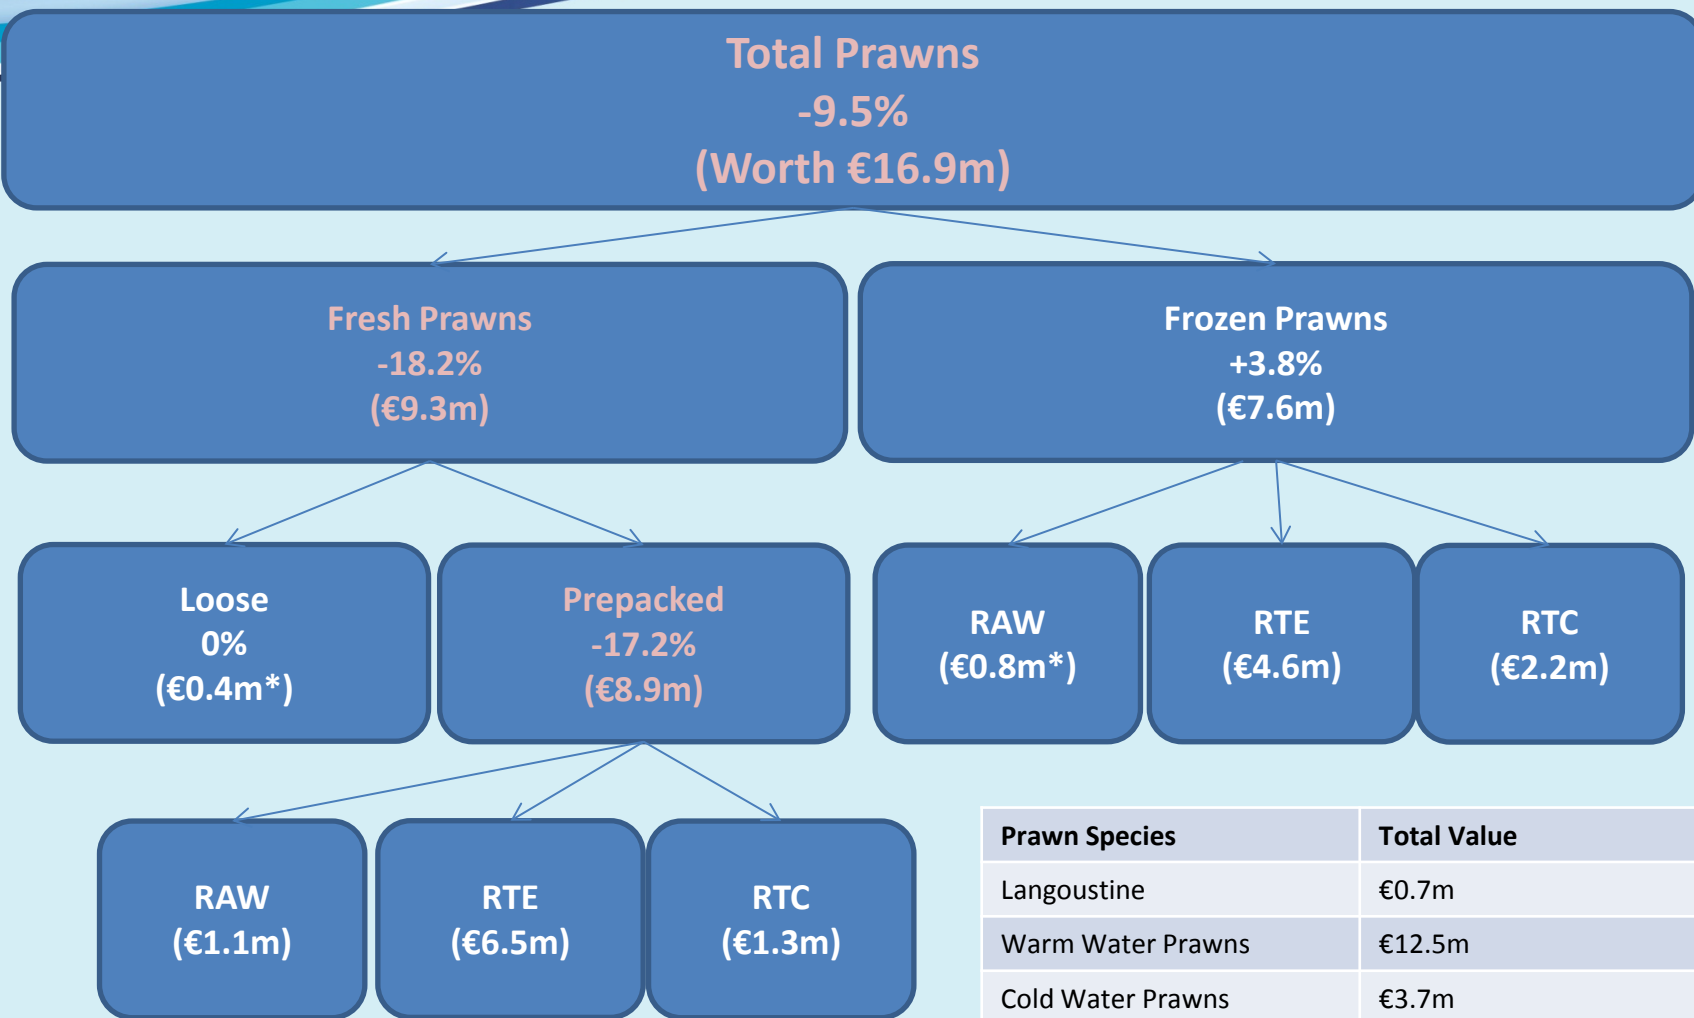 Total Prawns
-9.5%
(Worth €16.9m)
Fresh Prawns
-18.2%
(€9.3m)
Frozen Prawns
+3.8%
(€7.6m)
Loose
0%
(€0.4m*)
Prepacked
-17.2%
(€8.9m)
RAW
(€0.8m*)
RTE
(€4.6m)
RTC
(€2.2m)
RAW
(€1.1m)
RTE
(€6.5m)
RTC
(€1.3m)
Prawn Species Total Value
Langoustine €0.7m
Warm Water Prawns €12.5m
Cold Water Prawns €3.7m